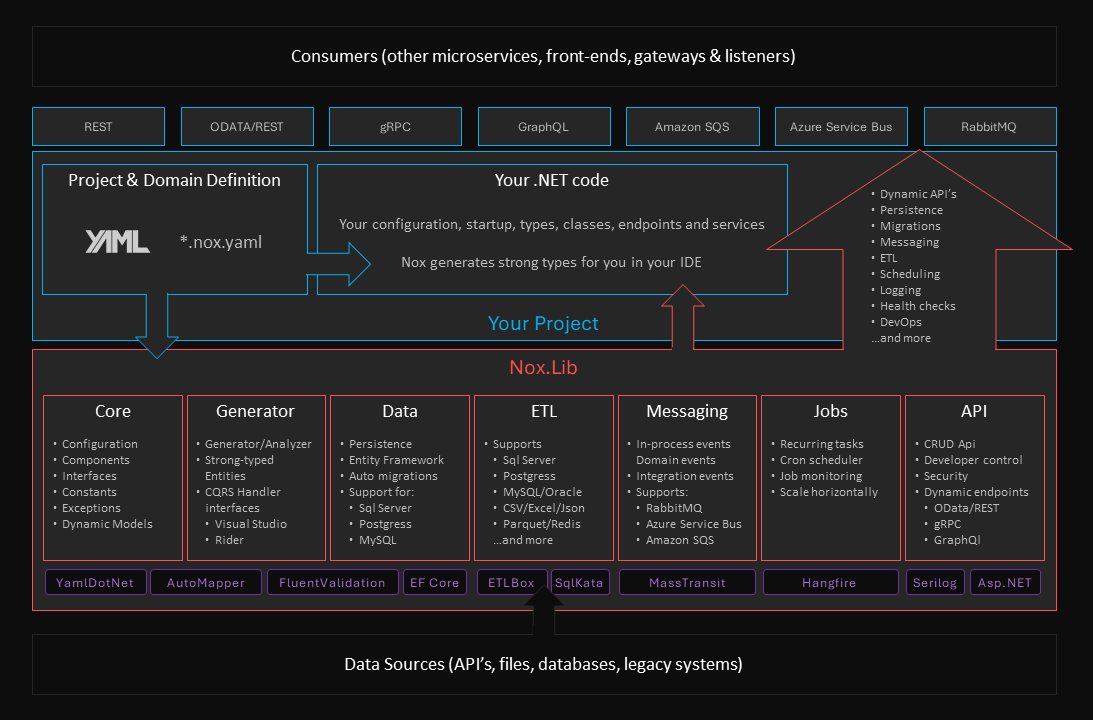 Consumers (other microservices, front-ends, gateways & listeners)
REST
ODATA/REST
gRPC
GraphQL
Amazon SQS
Azure Service Bus
RabbitMQ
Project & Domain Definition
YAML
*.nox.yaml
Your .NET code
Your configuration, startup, types, classes, endpoints and services
Nox generates strong types for you in your IDE
• Dynamic API's
• Persistence
• Migrations
• Messaging
• ETL
• Scheduling
• Logging
• Health checks
• DevOps
...and more
Your Project
Nox.Lib
Core
• Configuration
• Components
• Interfaces
• Constants
• Exceptions
• Dynamic Models
Generator
• Generator/Analyzer
• Strong-typed
Entities
• CQRS Handler
interfaces
• Visual Studio
• Rider
Data
• Persistence
• Entity Framework
• Auto migrations
• Support for:
• Sql Server
• Postgress
• MySQL
ETL
• Supports
• Sql Server
• Postgress
• MySQL/Oracle
• CSV/Excel/Json
• Parquet/Redis
...and more
Messaging
• In-process events
Domain events
• Integration events
• Supports:
• RabbitMQ
• Azure Service Bus
• Amazon SQS
Jobs
• Recurring tasks
• Cron scheduler
• Job monitoring
• Scale horizontally
API
• CRUD Api
• Developer control
• Security
• Dynamic endpoints
• OData/REST
• gRPC
• GraphQl
YamlDotNet
AutoMapper
FluentValidation
EF Core
ETLBox
SqlKata
MassTransit
Hangfire
Serilog
Asp.NET
Data Sources (API's, files, databases, legacy systems)